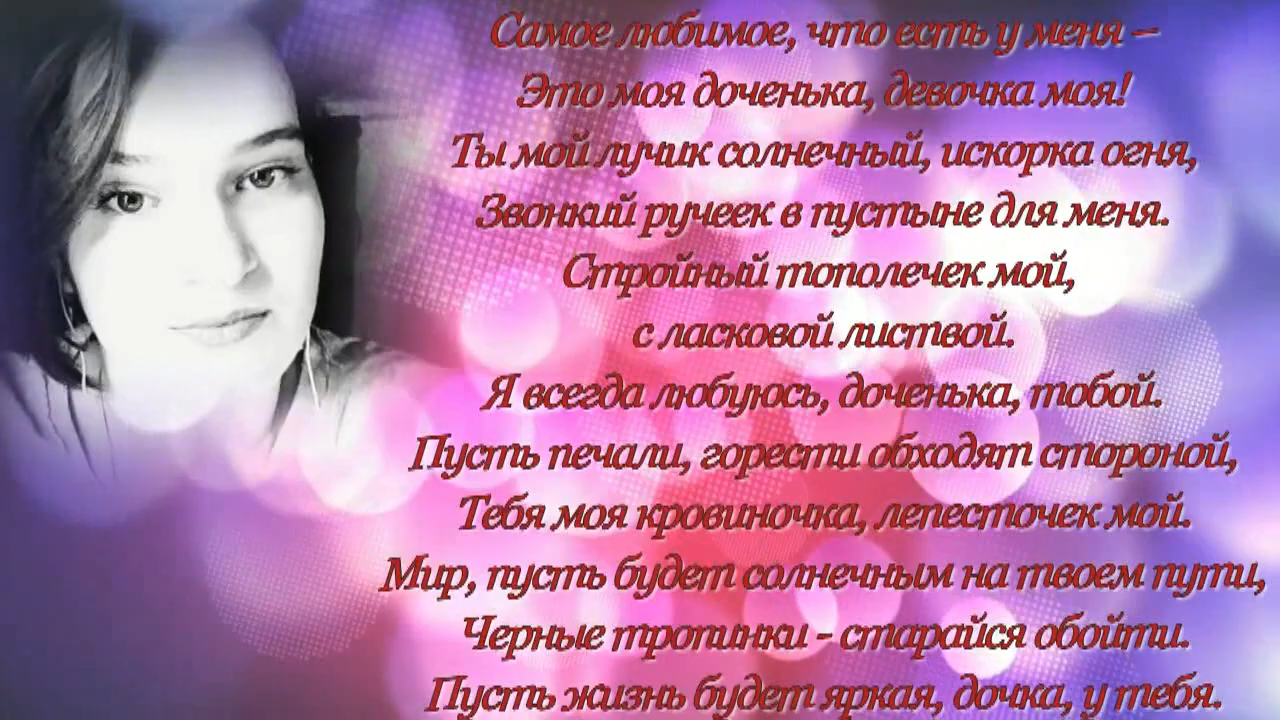 Самое любимое, что есть у меня –
Это моя доченька, девочка моя!
Ты мой лучик солнечный, искорка огня,
Звонкий ручеек в пустыне для меня.
Стройный тополечек мой,
с ласковой листвой.
Я всегда любуюсь, доченька, тобой.
Пусть печали, горести обходят стороной,
Тебя моя кровиночка, лепесточек мой.
Мир, пусть будет солнечным на твоем пути,
Черные тропинки - старайся обойти.
Пусть жизнь будет яркая, дочка, у тебя.